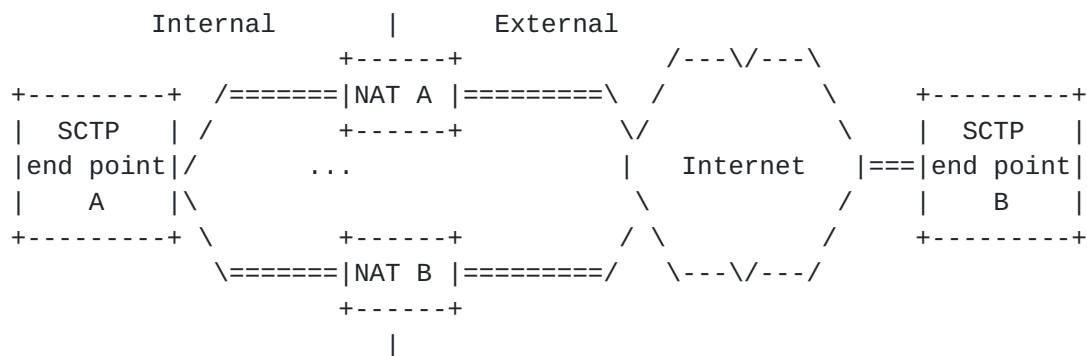 Internal | External
+------+ /---\/---\
+---------+ /=======|NAT A |=========\ / \ +---------+
| SCTP | / +------+ \/ \ | SCTP |
|end point|/ ... | Internet |===|end point|
| A |\ \ / | B |
+---------+ \ +------+ / \ / +---------+
\=======|NAT B |=========/ \---\/---/
+------+
|